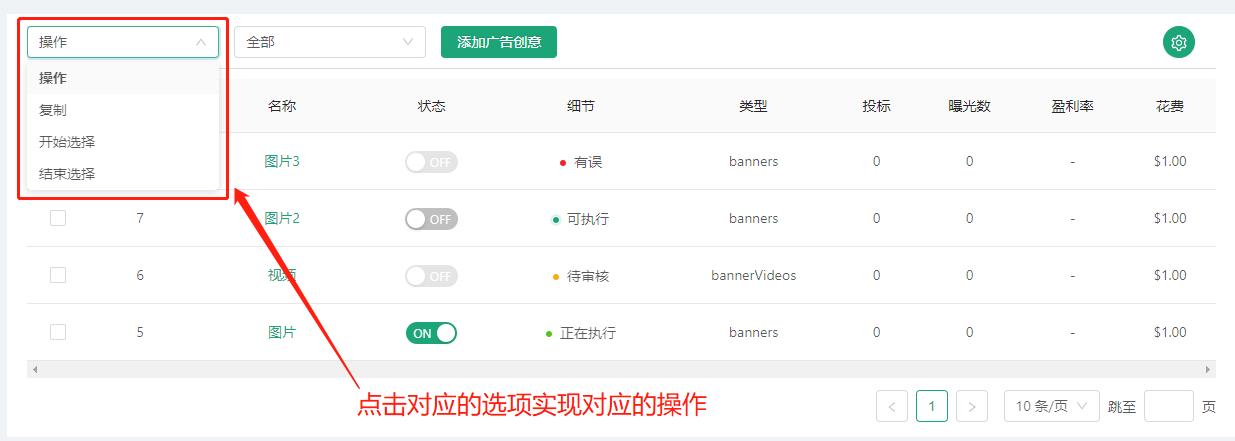 操作
全部
添加广告创意
操作
复制
开始选择
结束选择
名称 状态 细节 类型 投标 曝光数 盈利率 花费
图片3 OFF 有误 banners 0 0 - $1.00
7 图片2 OFF 可执行 banners 0 0 - $1.00
6 视频 OFF 待审核 bannerVideos 0 0 - $1.00
5 图片 ON 正在执行 banners 0 0 - $1.00
点击对应的选项实现对应的操作
< 1 > 10 条/页 跳至 页